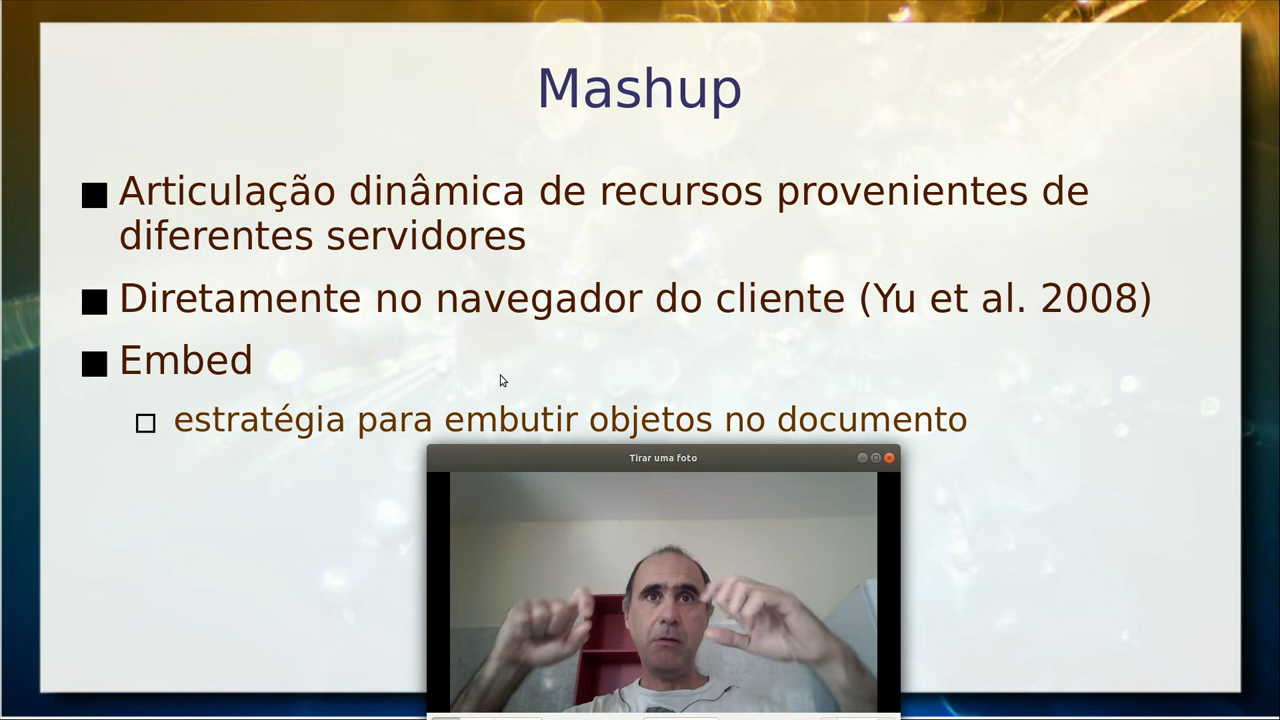 Mashup
Articulação dinâmica de recursos provenientes de
diferentes servidores
Diretamente no navegador do cliente (Yu et al. 2008)
Embed
estratégia para embutir objetos no documento
Tirar uma foto